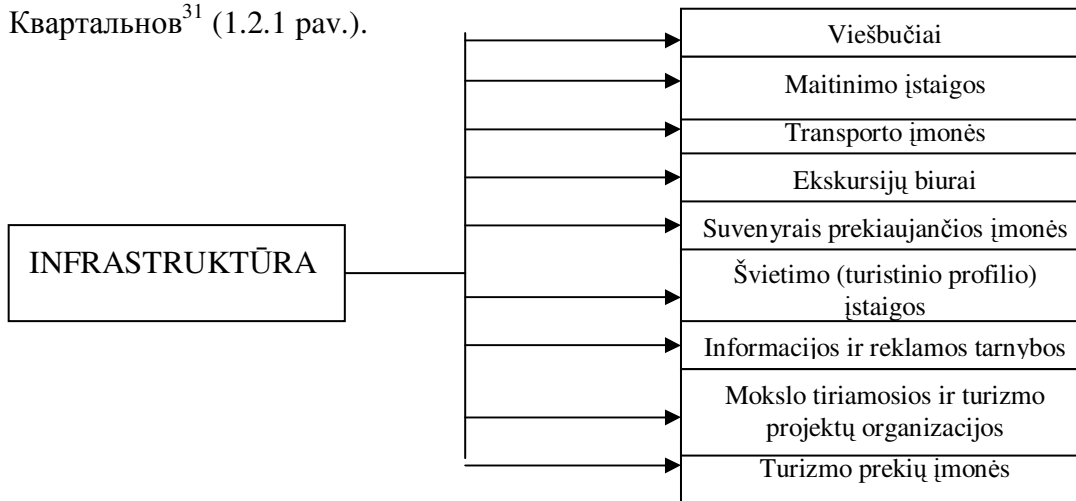 Квартальнов31 (1.2.1 pav.).
INFRASTRUKTŪRA
Viešbučiai
Maitinimo įstaigos
Transporto įmonės
Ekskursijų biurai
Suvenyrais prekiaujančios įmonės
Švietimo (turistinio profilio)
įstaigos
Informacijos ir reklamos tarnybos
Mokslo tiriamosios ir turizmo
projektų organizacijos
Turizmo prekių įmonės